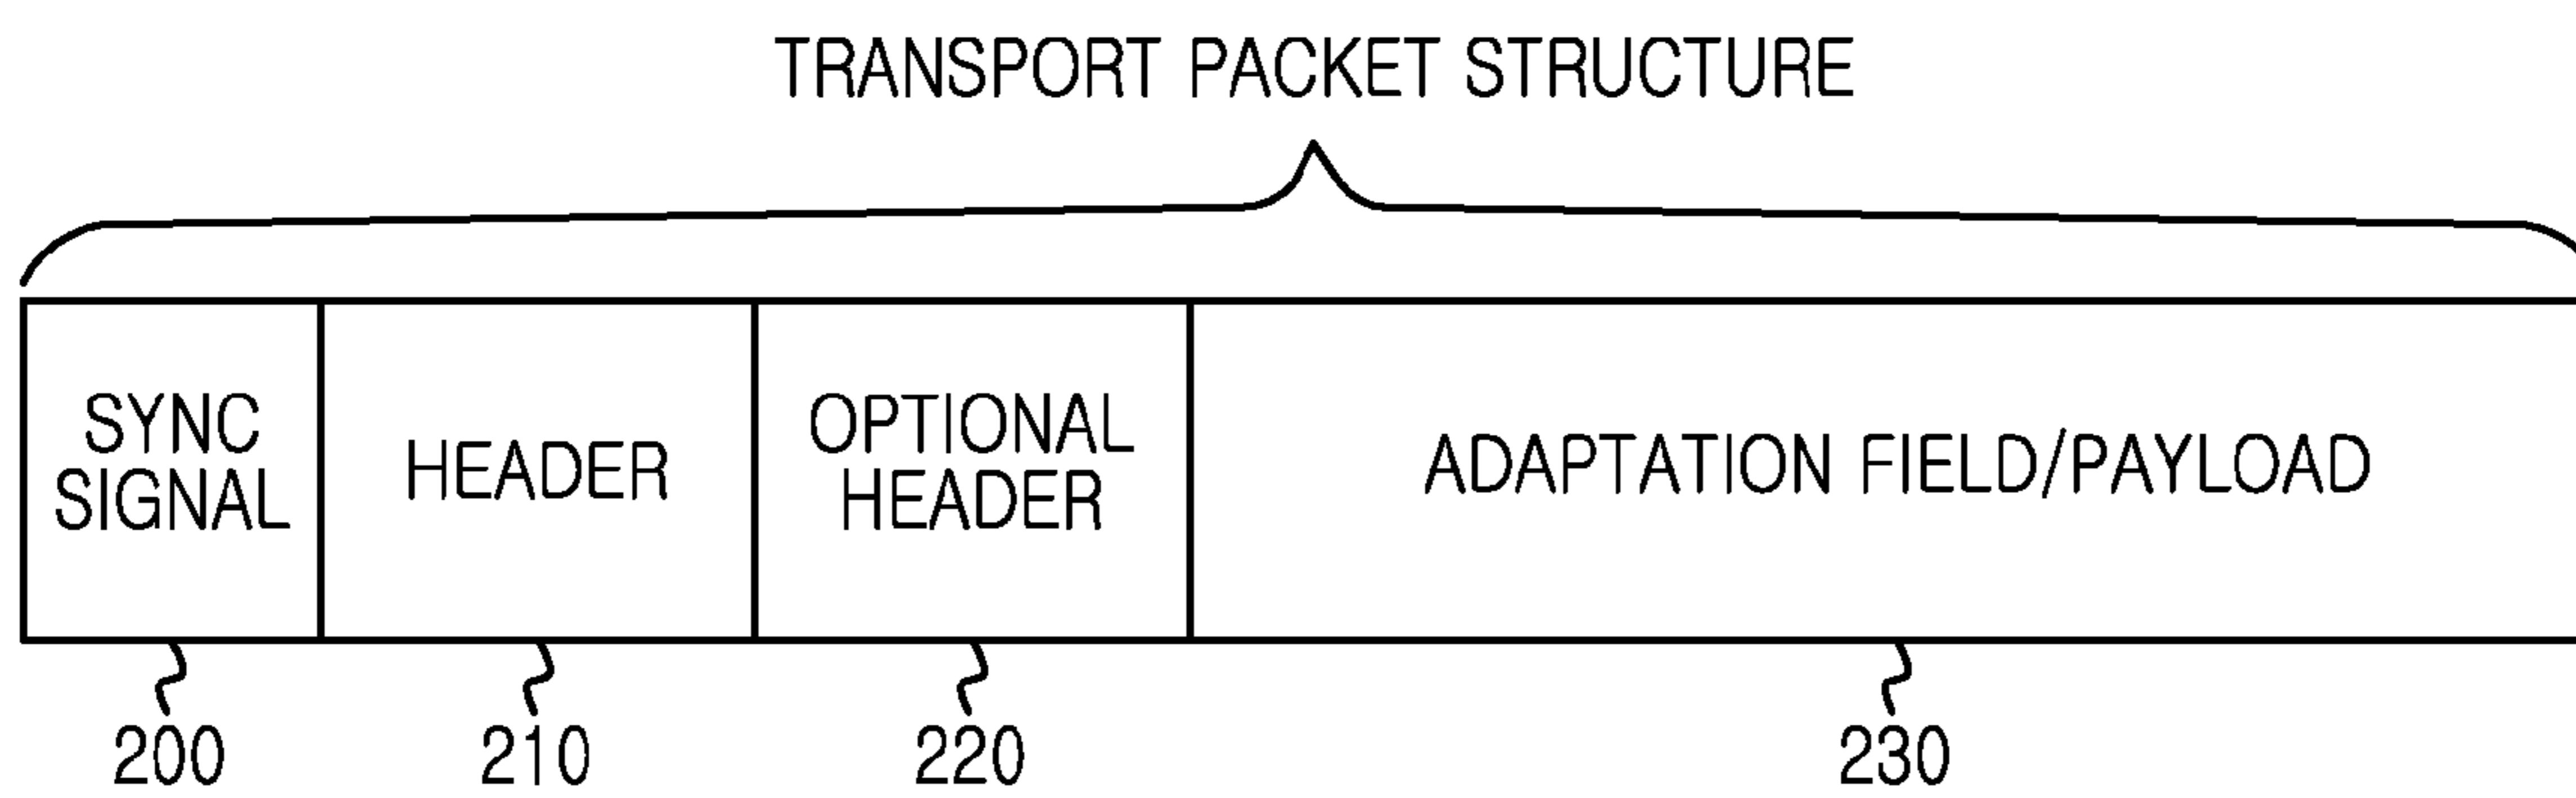 TRANSPORT PACKET STRUCTURE
SYNC
SIGNAL
HEADER
OPTIONAL
HEADER
ADAPTATION FIELD/PAYLOAD
200
210
220
230